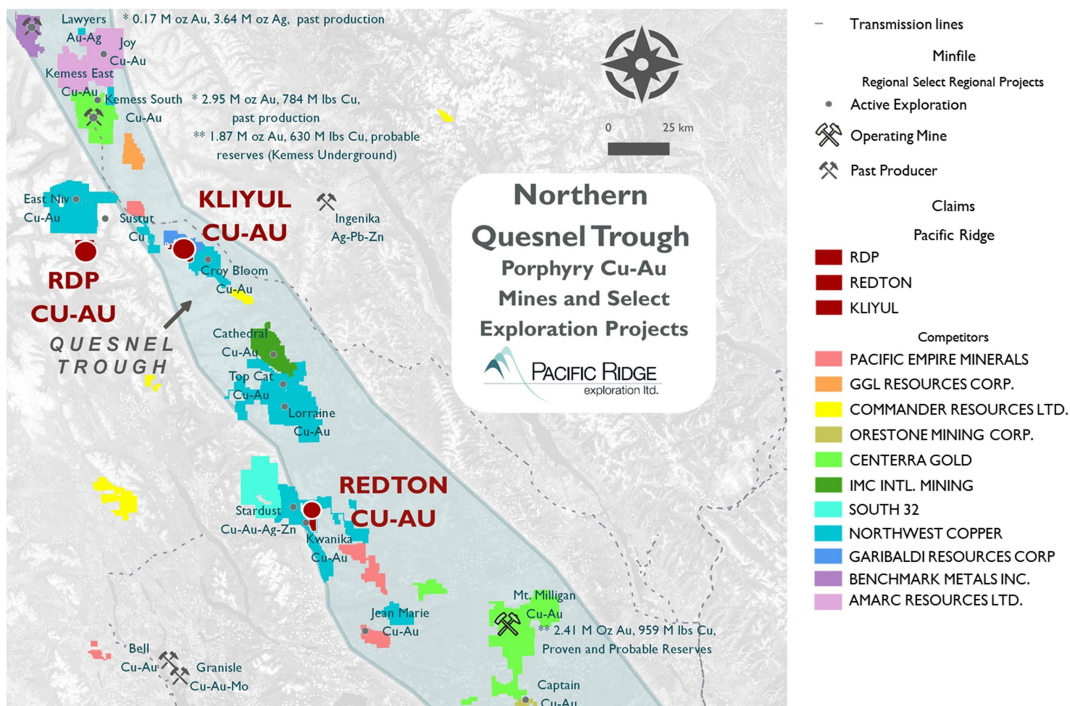 Lawyers
Au-Ag
* 0.17 M oz Au, 3.64 M oz Ag, past production
Joy
Cu-Au
Kemess East
Cu-Au
Kemess South
Cu-Au
* 2.95 M oz Au, 784 M lbs Cu,
past production
** 1.87 M oz Au, 630 M lbs Cu, probable
reserves (Kemess Underground)
0 25 km
East Niv
Cu-Au
Sustut
Cu
KLIYUL
CU-AU
Ingenika
Ag-Pb-Zn
Croy Bloom
Cu-Au
RDP
CU-AU
QUESNEL
TROUGH
Cathedral
Cu-Au
Top Cat
Cu-Au
Lorraine
Cu-Au
Northern
Quesnel Trough
Porphyry Cu-Au
Mines and Select
Exploration Projects
PACIFIC RIDGE
exploration ltd.
REDTON
CU-AU
Stardust
Cu-Au-Ag-Zn
Kwanika
Cu-Au
Jean Marie
Cu-Au
Mt. Milligan
Cu-Au
** 2.41 M Oz Au, 959 M lbs Cu,
Proven and Probable Reserves
Bell
Cu-Au
Granisle
Cu-Au-Mo
Captain
Cu-Au
Transmission lines
Minfile
Regional Select Regional Projects
Active Exploration
Operating Mine
Past Producer
Claims
Pacific Ridge
RDP
REDTON
KLIYUL
Competitors
PACIFIC EMPIRE MINERALS
GGL RESOURCES CORP.
COMMANDER RESOURCES LTD.
ORESTONE MINING CORP.
CENTERRA GOLD
IMC INTL. MINING
SOUTH 32
NORTHWEST COPPER
GARIBALDI RESOURCES CORP
BENCHMARK METALS INC.
AMARC RESOURCES LTD.